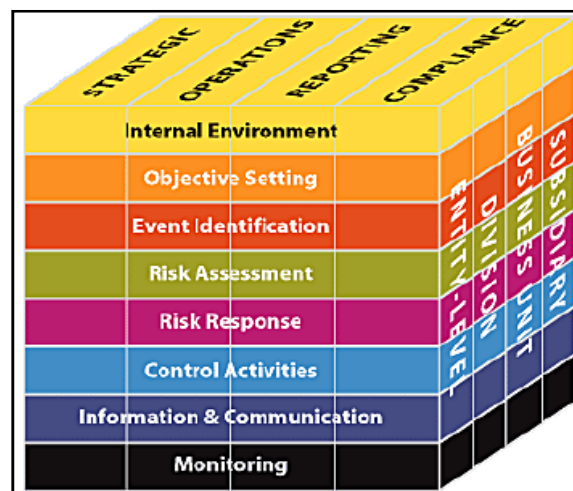 STRATEGIC
OPERATIONS
REPORTING
COMPLIANCE
Internal Environment
Objective Setting
Event Identification
Risk Assessment
Risk Response
Control Activities
Information & Communication
Monitoring
ENTITY-LEVEL
DIVISION
BUSINESS UNIT
SUBSIDIARY